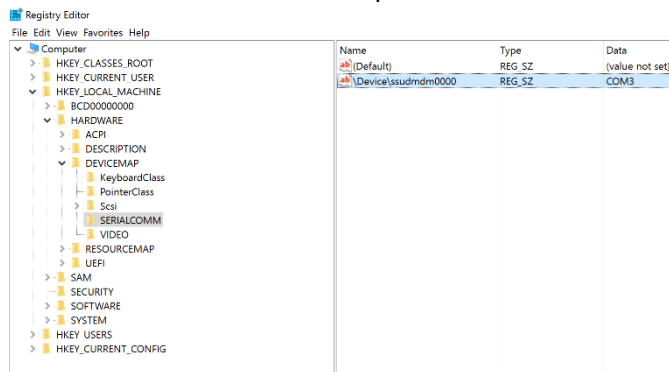 Registry Editor
File Edit View Favorites Help
Computer
HKEY_CLASSES_ROOT
HKEY_CURRENT_USER
HKEY_LOCAL_MACHINE
BCD00000000
HARDWARE
ACPI
DESCRIPTION
DEVICEMAP
KeyboardClass
PointerClass
Scsi
SERIALCOMM
VIDEO
RESOURCEMAP
UEFI
SAM
SECURITY
SOFTWARE
SYSTEM
HKEY_USERS
HKEY_CURRENT_CONFIG
Name Type Data
(Default) REG_SZ (value not set)
\Device\ssudmdm0000 REG_SZ COM3